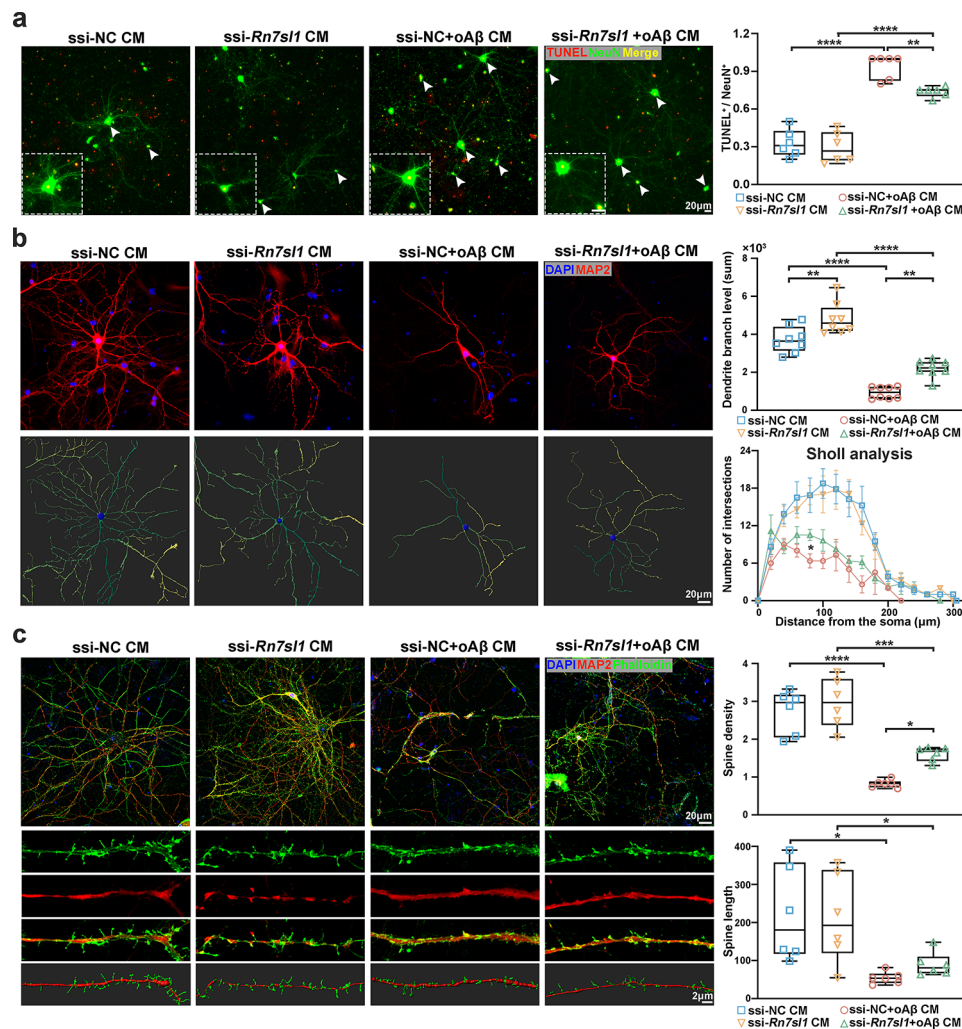 a
ssi-NC CM
ssi-Rn7sl1 CM
ssi-NC+oAβ CM
ssi-Rn7sl1 +oAβ CM
TUNEL NeuN Merge
20μm
TUNEL⁺ / NeuN⁺
1.2
0.9
0.6
0.3
0.0
****
****
**
ssi-NC CM
ssi-NC+oAβ CM
ssi-Rn7sl1 CM
ssi-Rn7sl1 +oAβ CM
b
ssi-NC CM
ssi-Rn7sl1 CM
ssi-NC+oAβ CM
ssi-Rn7sl1+oAβ CM
DAPI MAP2
20μm
Dendrite branch level (sum)
×10³
8
6
4
2
0
****
****
**
**
ssi-NC CM
ssi-NC+oAβ CM
ssi-Rn7sl1 CM
ssi-Rn7sl1+oAβ CM
Sholl analysis
Number of intersections
24
18
12
6
0
*
0
100
200
300
Distance from the soma (μm)
c
ssi-NC CM
ssi-Rn7sl1 CM
ssi-NC+oAβ CM
ssi-Rn7sl1+oAβ CM
DAPI MAP2 Phalloidin
20μm
2μm
Spine density
5
4
3
2
1
0
***
****
*
Spine length
400
300
200
100
0
*
*
ssi-NC CM
ssi-NC+oAβ CM
ssi-Rn7sl1 CM
ssi-Rn7sl1+oAβ CM